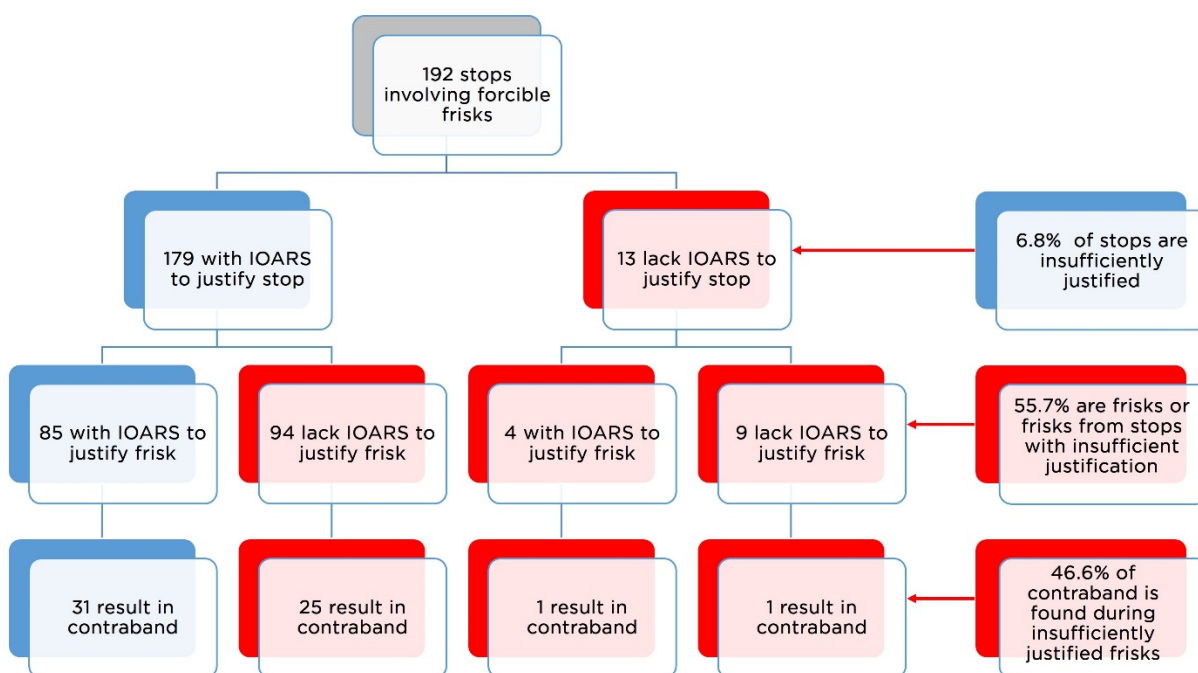 192 stops
involving forcible
frisks
179 with IOARS
to justify stop
13 lack IOARS to
justify stop
6.8% of stops are
insufficiently
justified
85 with IOARS to
justify frisk
94 lack IOARS to
justify frisk
4 with IOARS to
justify frisk
9 lack IOARS to
justify frisk
55.7% are frisks or
frisks from stops
with insufficient
justification
31 result in
contraband
25 result in
contraband
1 result in
contraband
1 result in
contraband
46.6% of
contraband is
found during
insufficiently
justified frisks